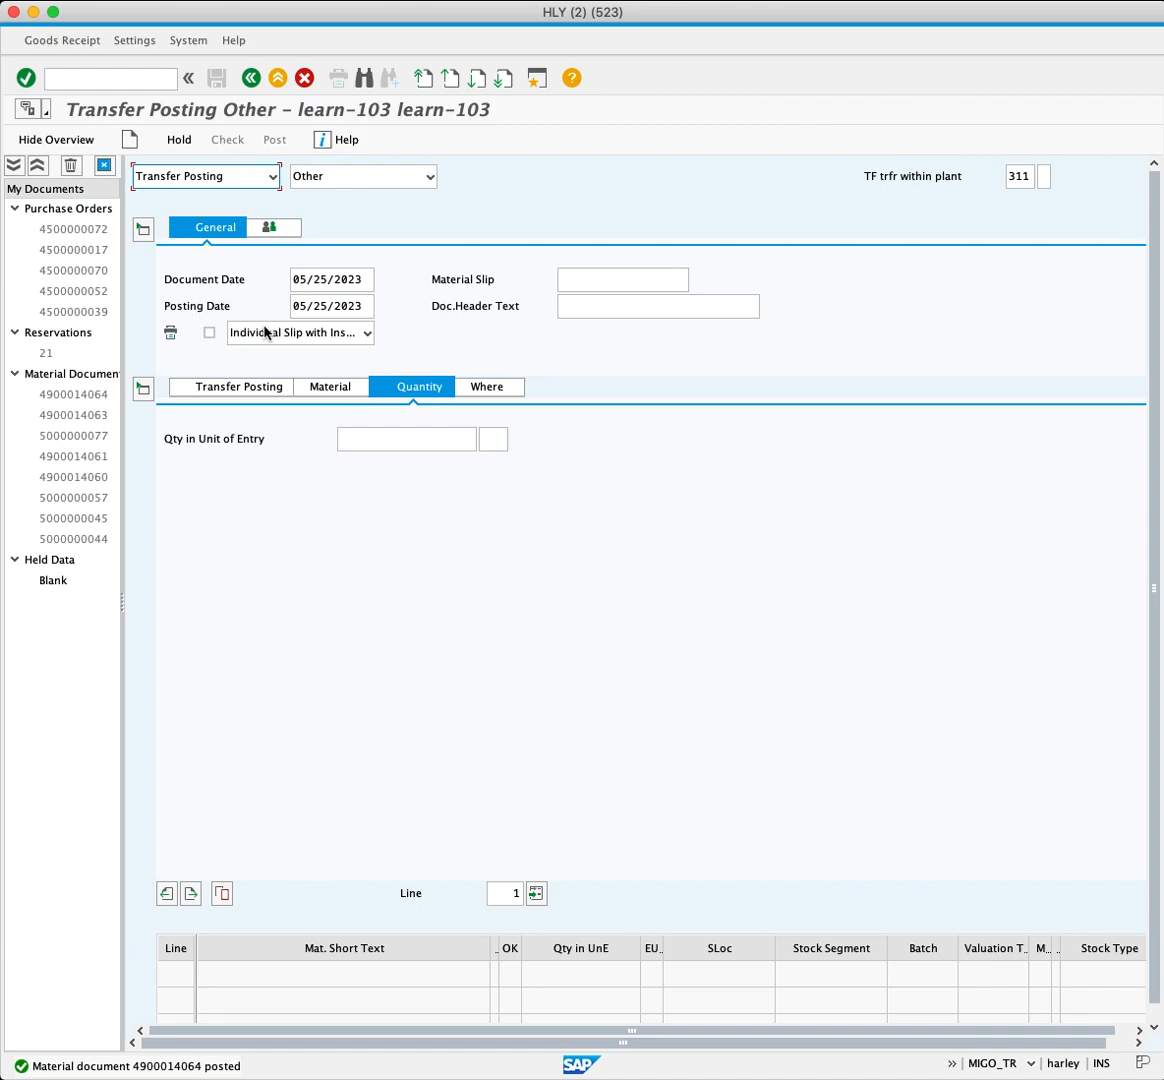 HLY (2) (523)
Goods Receipt Settings System Help
Transfer Posting Other - learn-103 learn-103
Hide Overview Hold Check Post i Help
Transfer Posting Other TF trfr within plant 311
My Documents
Purchase Orders
4500000072
4500000017
4500000070
4500000052
4500000039
Reservations
21
Material Documen
4900014064
4900014063
5000000077
4900014061
4900014060
5000000057
5000000045
5000000044
Held Data
Blank
General
Document Date 05/25/2023 Material Slip
Posting Date 05/25/2023 Doc.Header Text
Individual Slip with Ins...
Transfer Posting Material Quantity Where
Qty in Unit of Entry
Line 1
Line Mat. Short Text .. OK Qty in UnE EU.. SLoc Stock Segment Batch Valuation T.. M... .. Stock Type
Material document 4900014064 posted SAP MIGO_TR harley INS